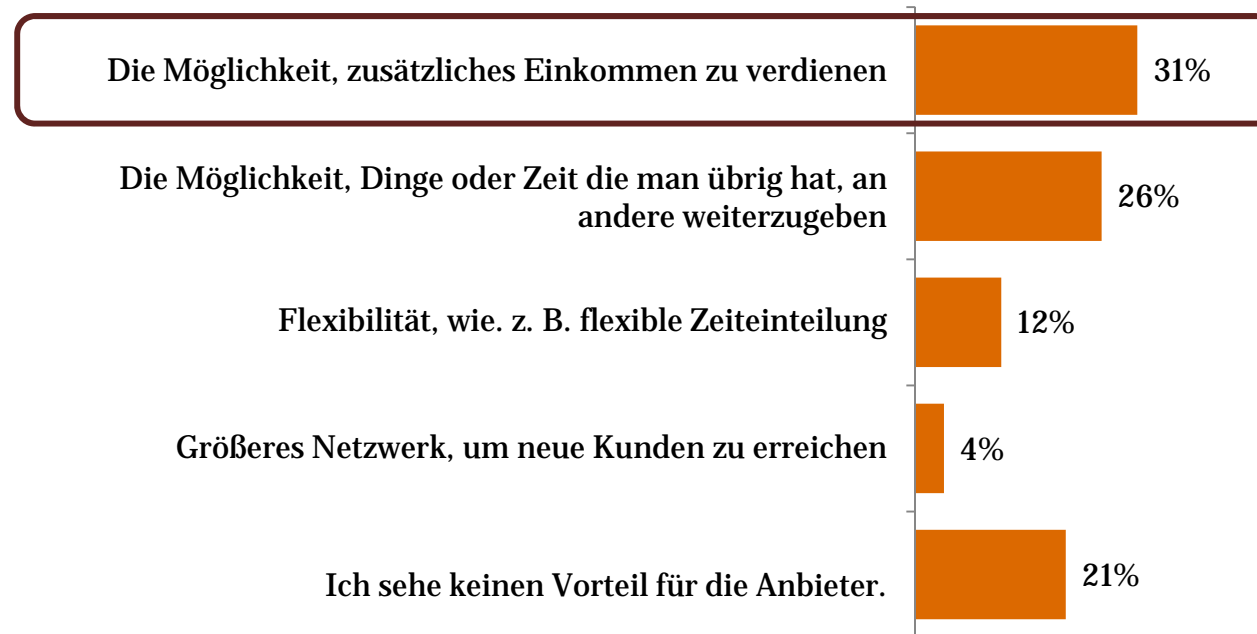 Die Möglichkeit, zusätzliches Einkommen zu verdienen
31%
Die Möglichkeit, Dinge oder Zeit die man übrig hat, an
andere weiterzugeben
26%
Flexibilität, wie. z. B. flexible Zeiteinteilung
12%
Größeres Netzwerk, um neue Kunden zu erreichen
4%
Ich sehe keinen Vorteil für die Anbieter.
21%